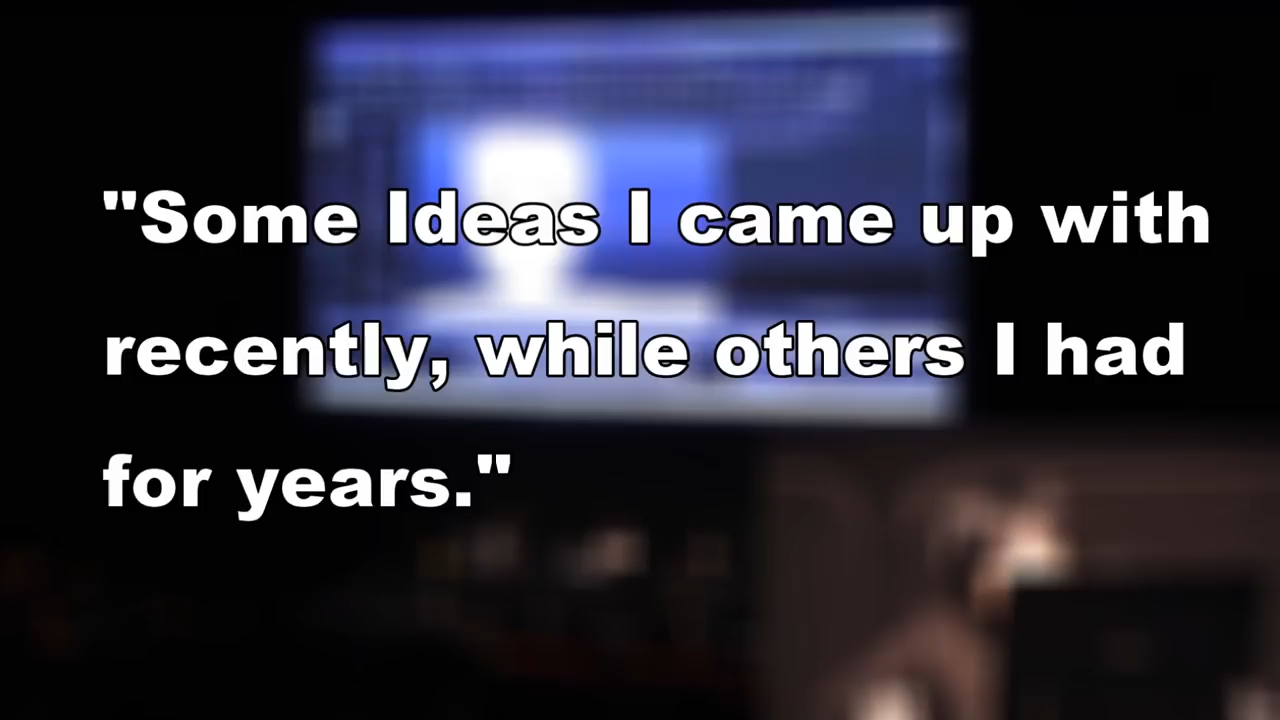 "Some Ideas I came up with
recently, while others I had
for years."